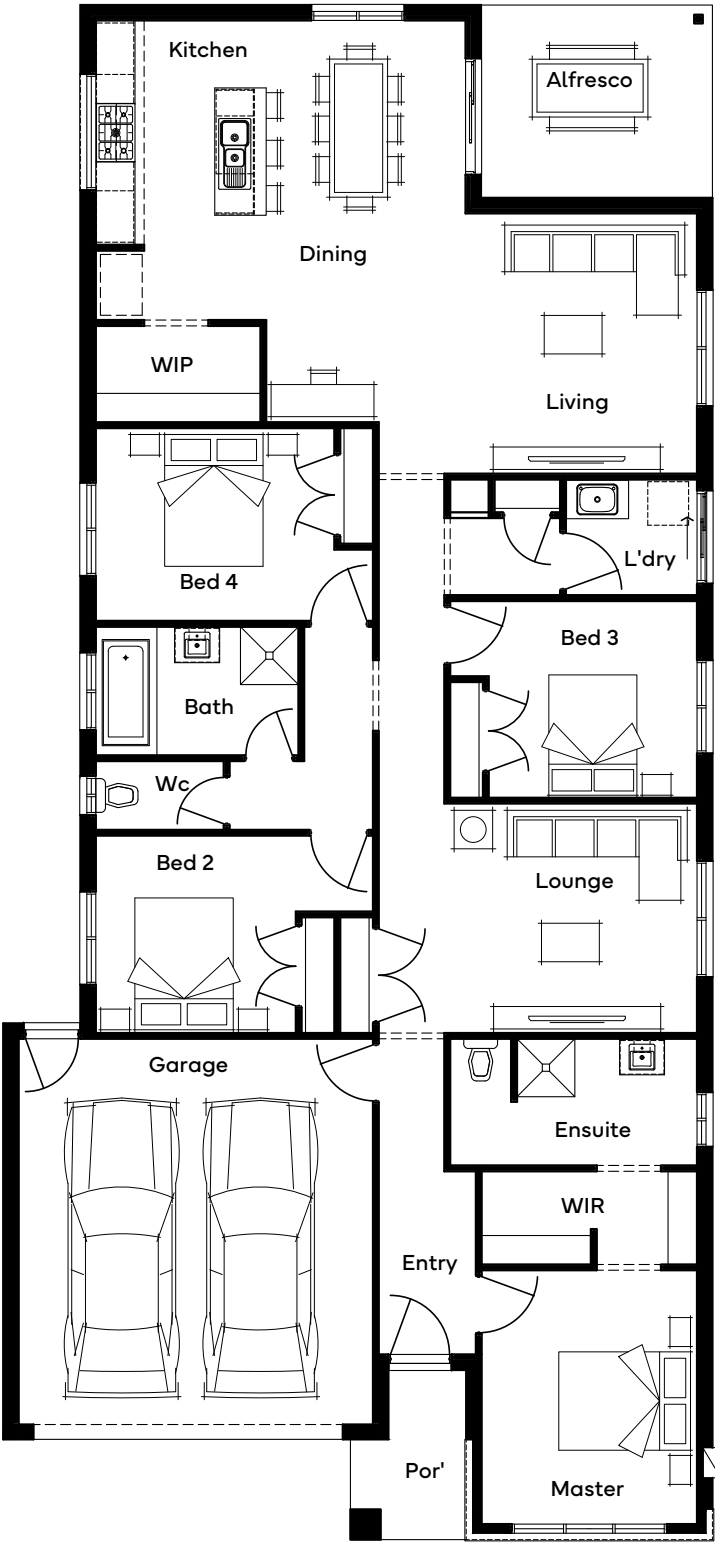 Kitchen
Alfresco
Dining
WIP
Living
Bed 4
L'dry
Bed 3
Bath
Wc
Bed 2
Lounge
Garage
Ensuite
WIR
Entry
Por'
Master